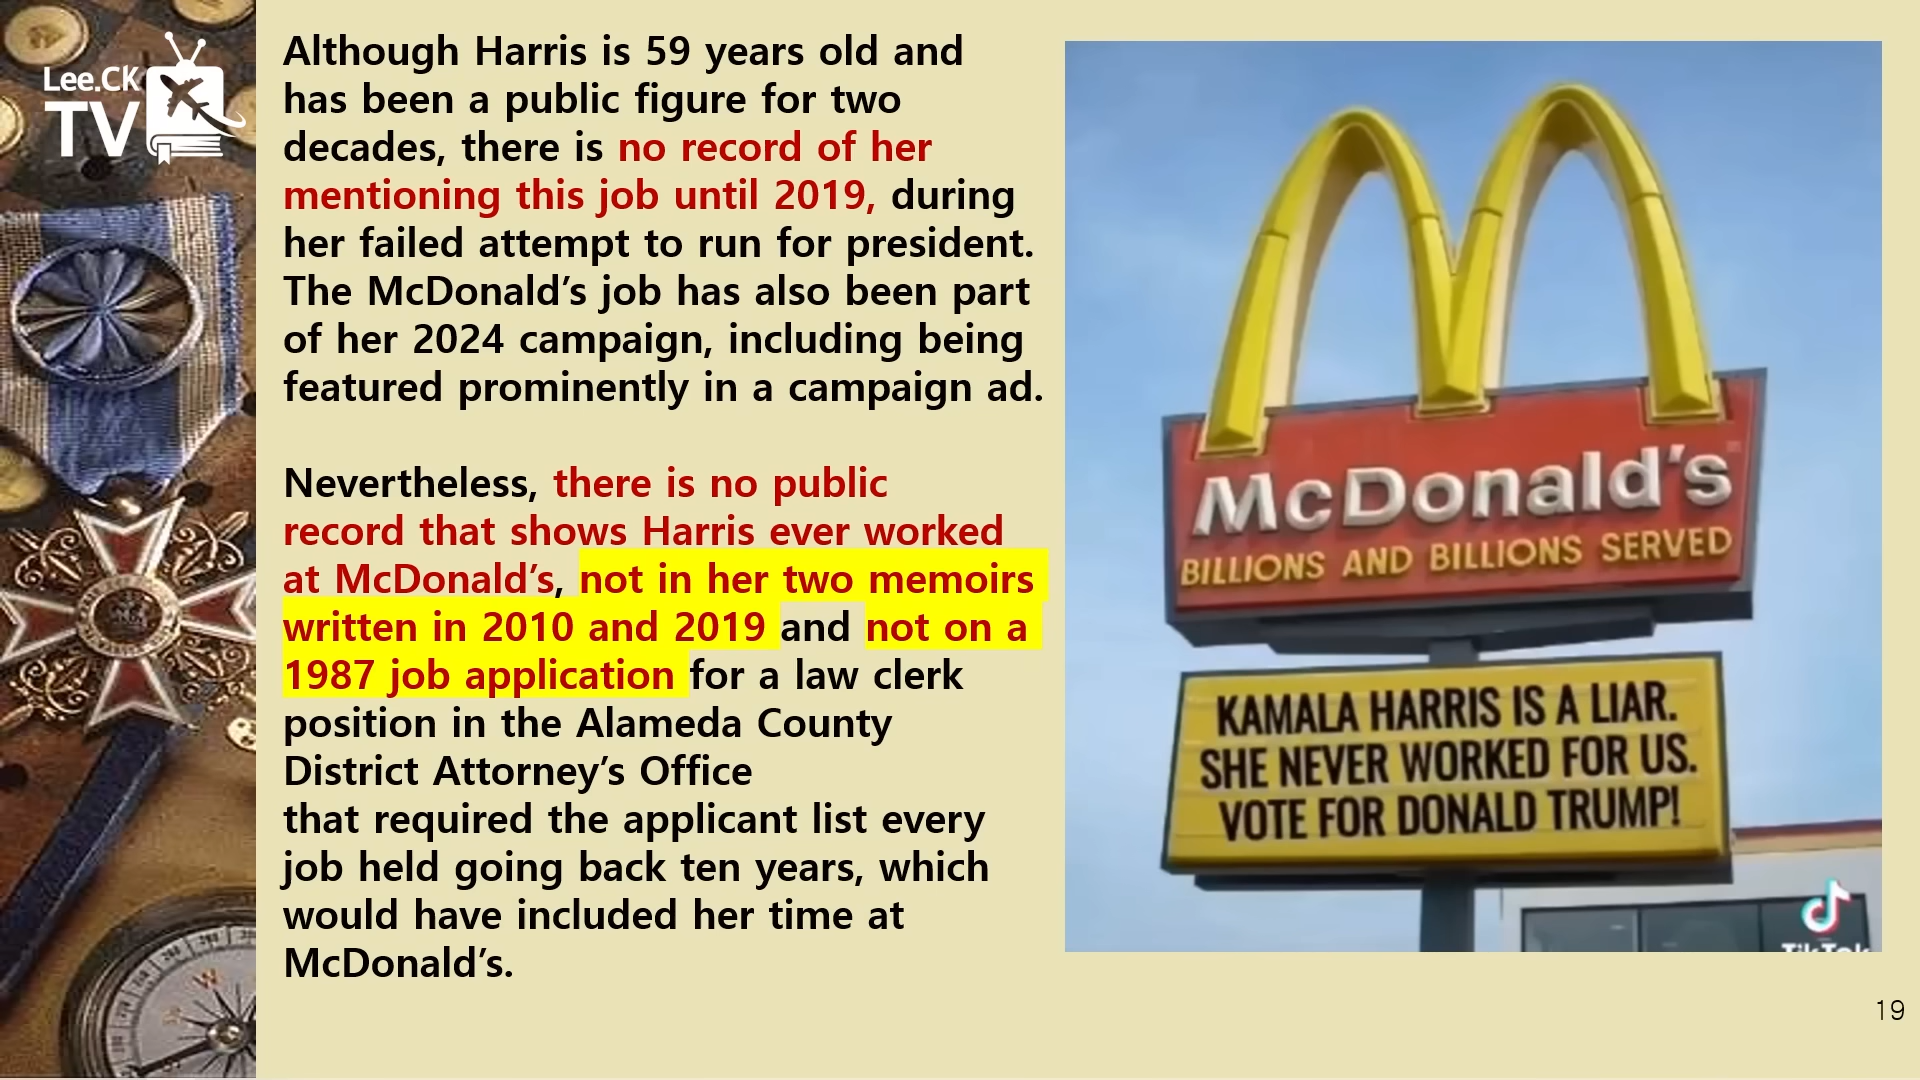 Lee.CK
TV
Although Harris is 59 years old and
has been a public figure for two
decades, there is no record of her
mentioning this job until 2019, during
her failed attempt to run for president.
The McDonald’s job has also been part
of her 2024 campaign, including being
featured prominently in a campaign ad.
Nevertheless, there is no public
record that shows Harris ever worked
at McDonald’s, not in her two memoirs
written in 2010 and 2019 and not on a
1987 job application for a law clerk
position in the Alameda County
District Attorney’s Office
that required the applicant list every
job held going back ten years, which
would have included her time at
McDonald’s.
McDonald's
BILLIONS AND BILLIONS SERVED
KAMALA HARRIS IS A LIAR.
SHE NEVER WORKED FOR US.
VOTE FOR DONALD TRUMP!
TikTok
19